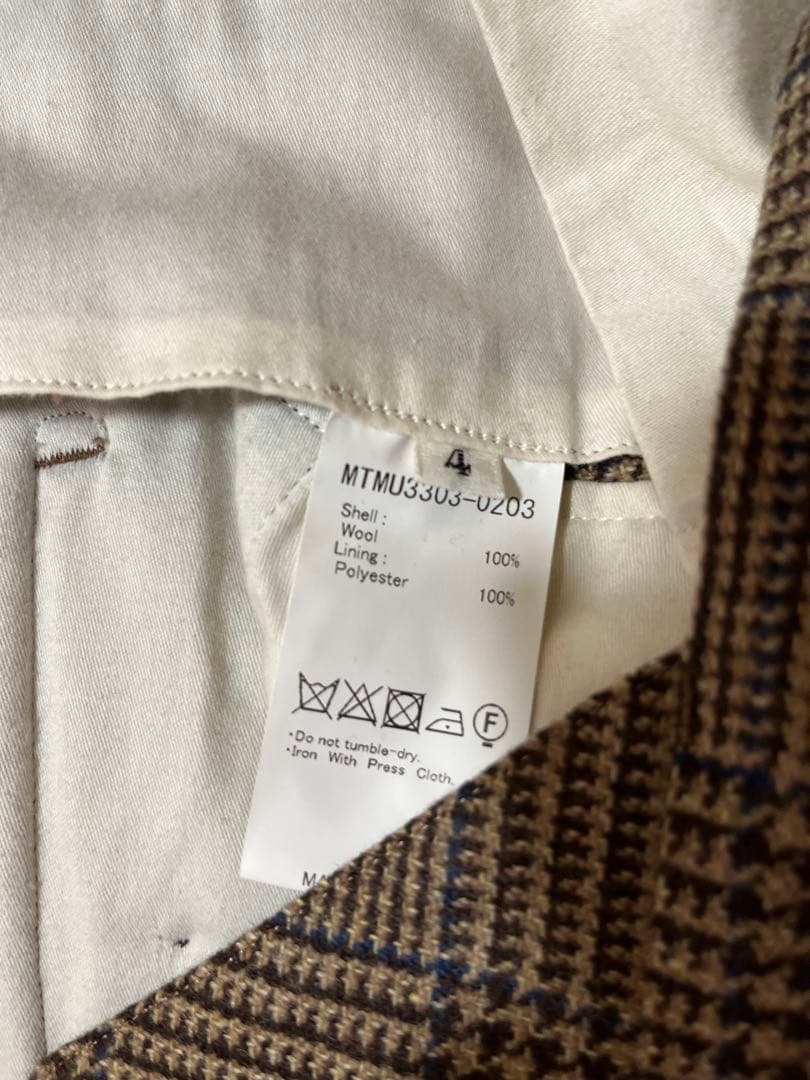 4
MTMU3303-0203
Shell :
Wool 100%
Lining :
Polyester 100%
F
·Do not tumble-dry.
·Iron With Press Cloth.